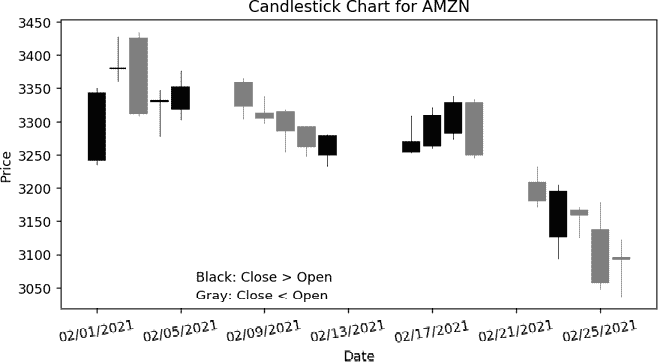 Candlestick Chart for AMZN
3450
3400
3350
3300
3250
3200
3150
3100
3050
Price
Black: Close > Open
Gray: Close < Open
02/01/2021 02/05/2021 02/09/2021 02/13/2021 02/17/2021 02/21/2021 02/25/2021
Date